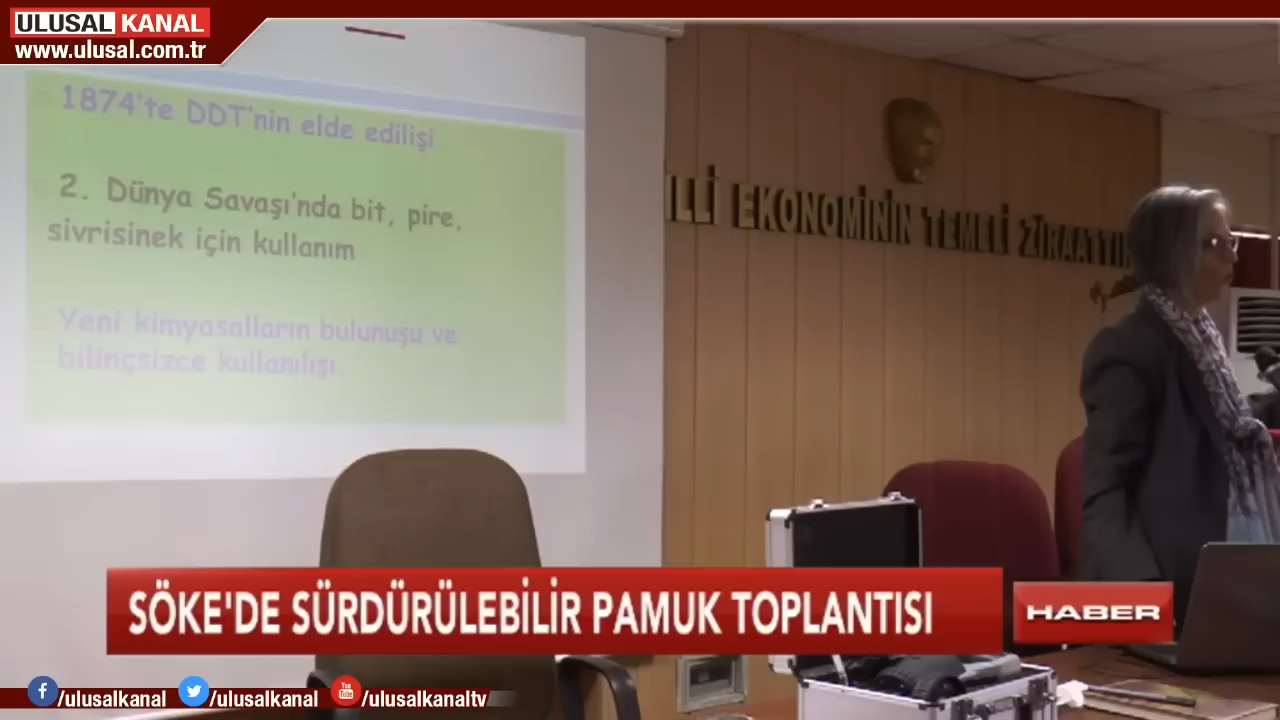 ULUSAL KANAL
www.ulusal.com.tr
1874'te DDT'nin elde edilişi
2. Dünya Savaşı'nda bit, pire,
sivrisinek için kullanım
Yeni kimyasalların bulunuşu ve
bilinçsizce kullanılışı.
İLLİ EKONOMİNİN TEMELİ ZİRAATTIR
SÖKE'DE SÜRDÜRÜLEBİLİR PAMUK TOPLANTISI
HABER
/ulusalkanal
/ulusalkanal
You Tube
/ulusalkanaltv